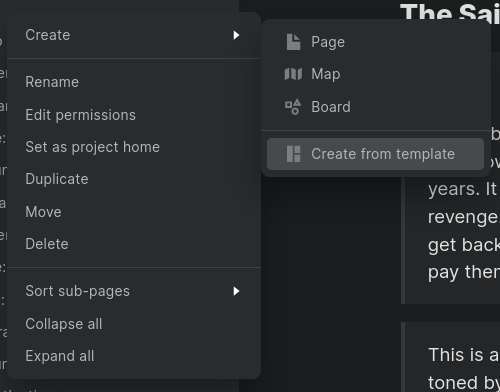 Create
Rename
Edit permissions
Set as project home
Duplicate
Move
Delete
Sort sub-pages
Collapse all
Expand all
Page
Map
Board
Create from template
The Sai
years. It
revenge
get back
pay then
This is a
toned by